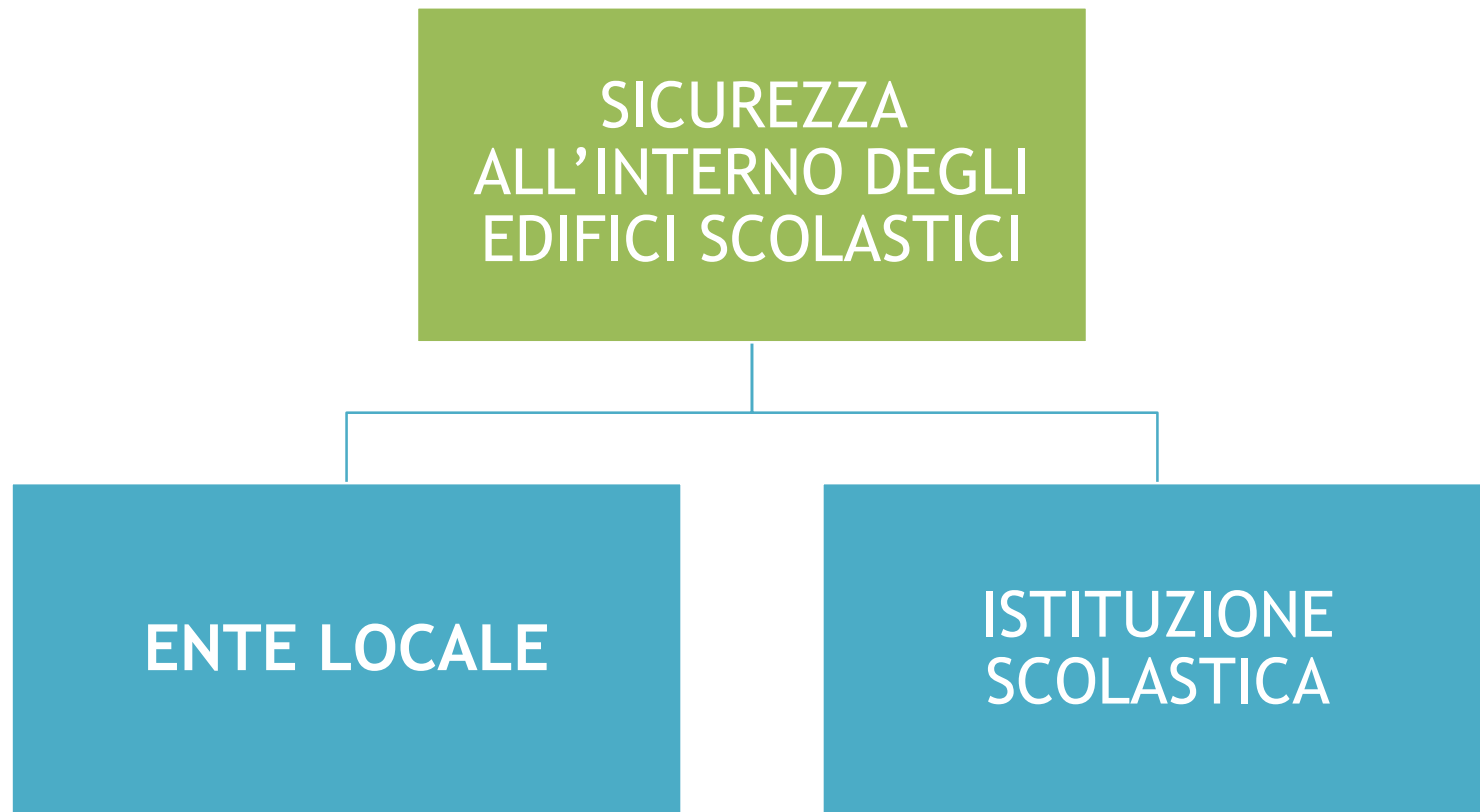 SICUREZZA
ALL’INTERNO DEGLI
EDIFICI SCOLASTICI
ENTE LOCALE
ISTITUZIONE
SCOLASTICA